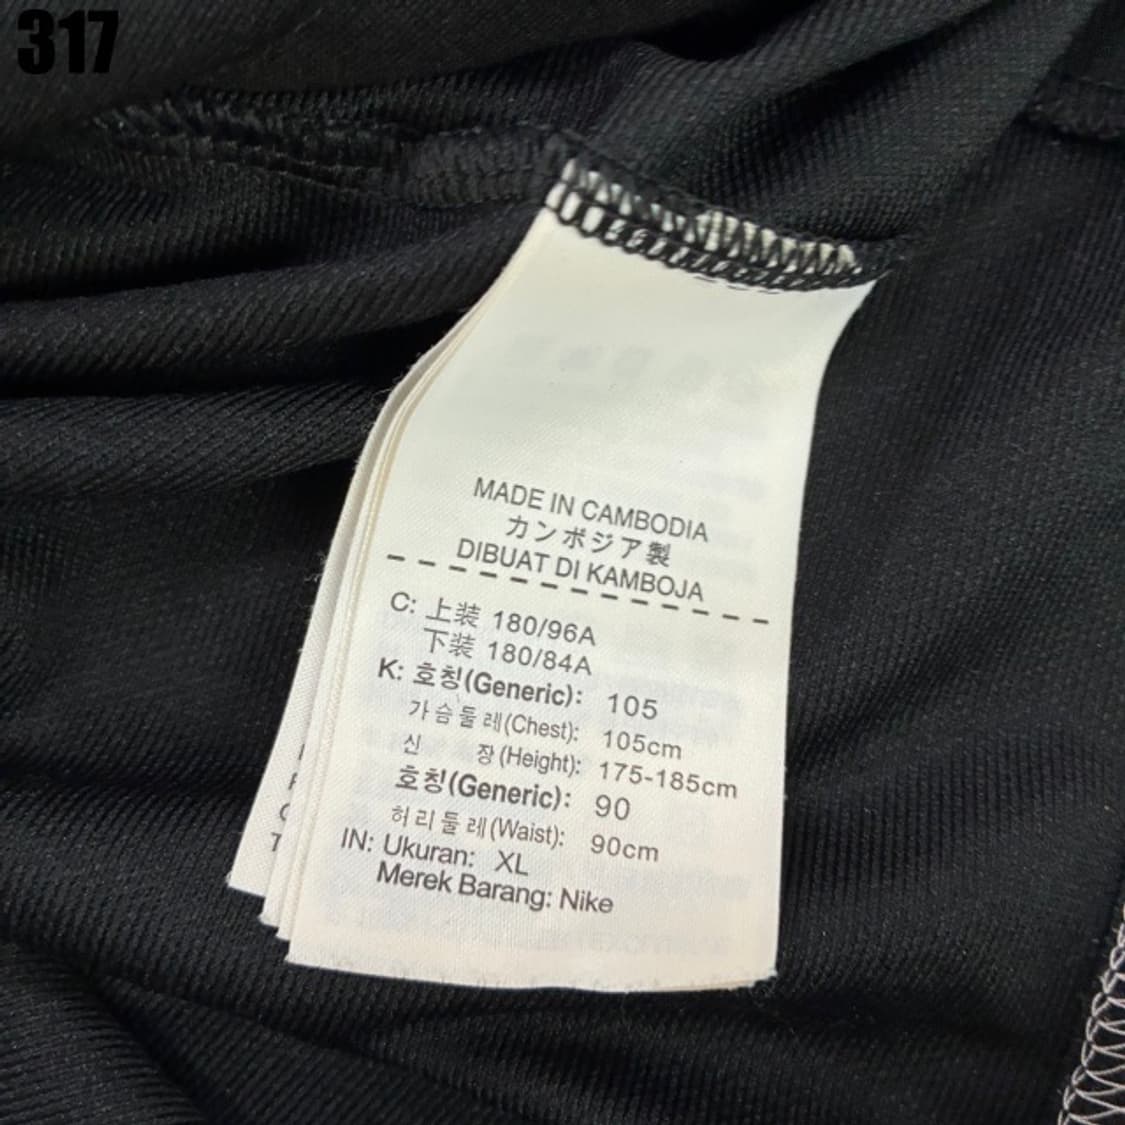 317
MADE IN CAMBODIA
カンボジア製
DIBUAT DI KAMBOJA
C: 上装 180/96A
下装 180/84A
K: 호칭(Generic): 105
가슴둘레(Chest): 105cm
신 장(Height): 175-185cm
호칭(Generic): 90
허리둘레(Waist): 90cm
IN: Ukuran: XL
Merek Barang: Nike